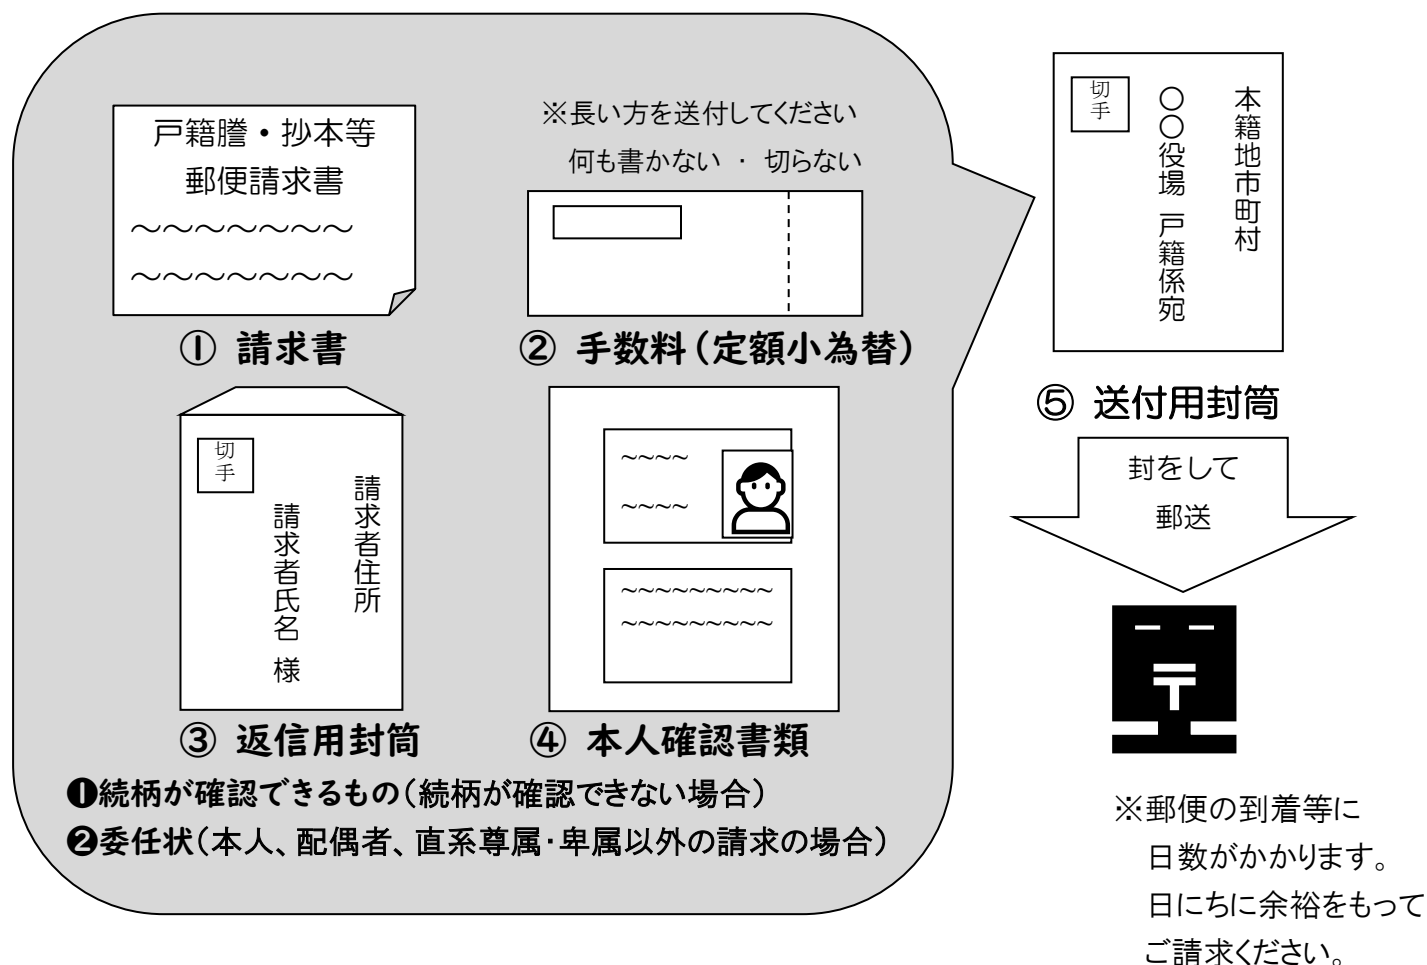 戸籍謄・抄本等
郵便請求書
～～～～～～～
～～～～～～～
① 請求書
※長い方を送付してください
何も書かない ・ 切らない
② 手数料（定額小為替）
切手
請求者住所
請求者氏名 様
③ 返信用封筒
~~~~
~~~~
~~~~~~~~~
~~~~~~~~~
④ 本人確認書類
❶続柄が確認できるもの（続柄が確認できない場合）
❷委任状（本人、配偶者、直系尊属・卑属以外の請求の場合）
切手
本籍地市町村
〇〇役場 戸籍係宛
⑤ 送付用封筒
封をして
郵送
〒
※郵便の到着等に
日数がかかります。
日にちに余裕をもって
ご請求ください。